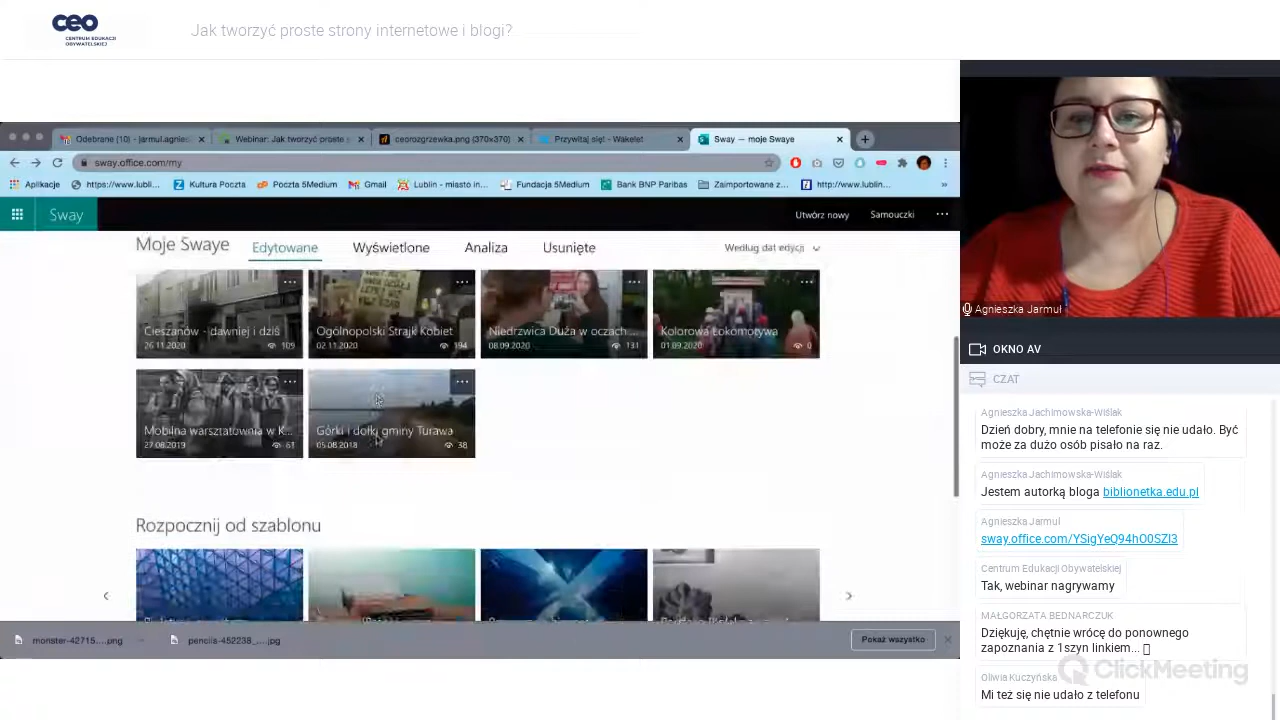 ceo
CENTRUM EDUKACJI
OBYWATELSKIEJ
Jak tworzyć proste strony internetowe i blogi?
Odebrane (10) - jarmul.agniesz
Webinar: Jak tworzyć proste
ceorozgrzewka.png (370×370)
Przywitaj się! - Wakelet
Sway — moje Swaye
sway.office.com/my
Aplikacje
https://www.lubli...
Kultura Poczta
Poczta 5Medium
Gmail
Lublin - miasto in...
Fundacja 5Medium
Bank BNP Paribas
Zaimportowane z...
http://www.lublin...
Sway
Utwórz nowy
Samouczki
Moje Swaye
Edytowane
Wyświetlone
Analiza
Usunięte
Według dat edycji
Cieszanów - dawniej i dziś
26.11.2020
109
Ogólnopolski Strajk Kobiet
02.11.2020
194
Niedrzwica Duża w oczach ...
08.09.2020
131
Kolorowa Lokomotywa
01.09.2020
0
Mobilna warsztatownia w K...
27.08.2019
61
Górki i dołki gminy Turawa
05.08.2018
38
Rozpocznij od szablonu
monster-42715....png
pencils-452238_....jpg
Pokaż wszystko
Agnieszka Jarmuł
OKNO AV
CZAT
Agnieszka Jachimowska-Wiślak
Dzień dobry, mnie na telefonie się nie udało. Być
może za dużo osób pisało na raz.
Agnieszka Jachimowska-Wiślak
Jestem autorką bloga biblionetka.edu.pl
Agnieszka Jarmuł
sway.office.com/YSigYeQ94hO0SZl3
Centrum Edukacji Obywatelskiej
Tak, webinar nagrywamy
MAŁGORZATA BEDNARCZUK
Dziękuję, chętnie wrócę do ponownego
zapoznania z 1szyn linkiem...
Oliwia Kuczyńska
Mi też się nie udało z telefonu
ClickMeeting